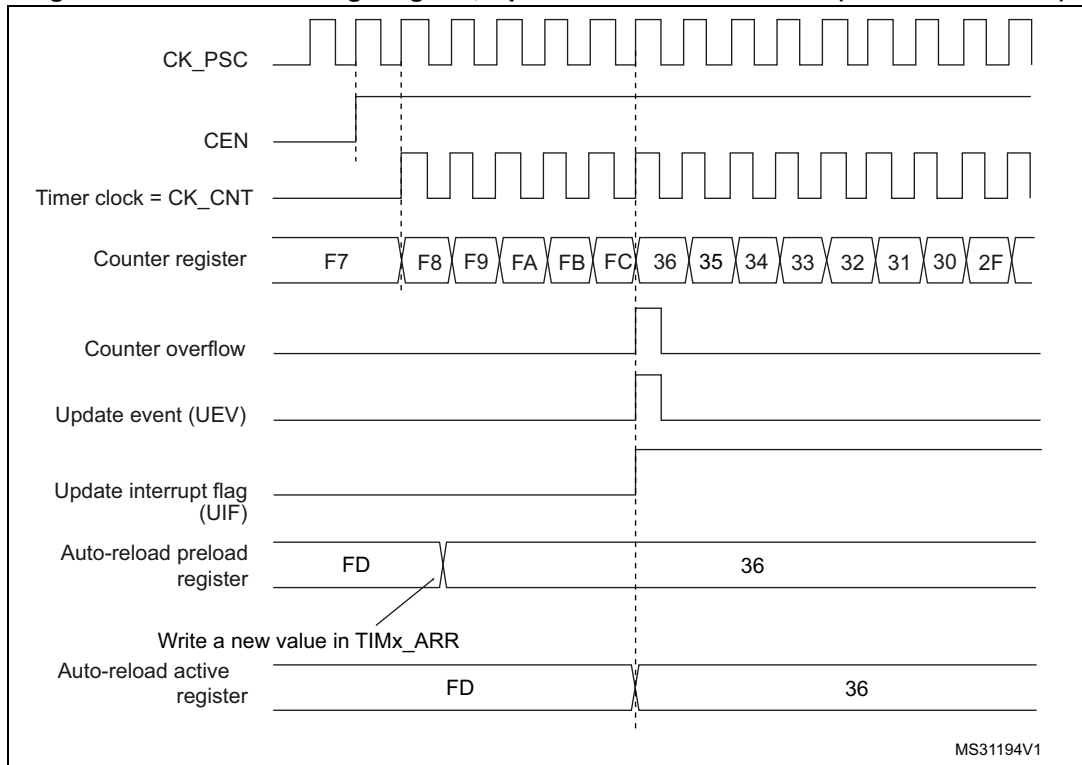 CK_PSC
CEN
Timer clock = CK_CNT
Counter register F7 F8 F9 FA FB FC 36 35 34 33 32 31 30 2F
Counter overflow
Update event (UEV)
Update interrupt flag
(UIF)
Auto-reload preload
register
FD 36
Write a new value in TIMx_ARR
Auto-reload active
register
FD 36
MS31194V1